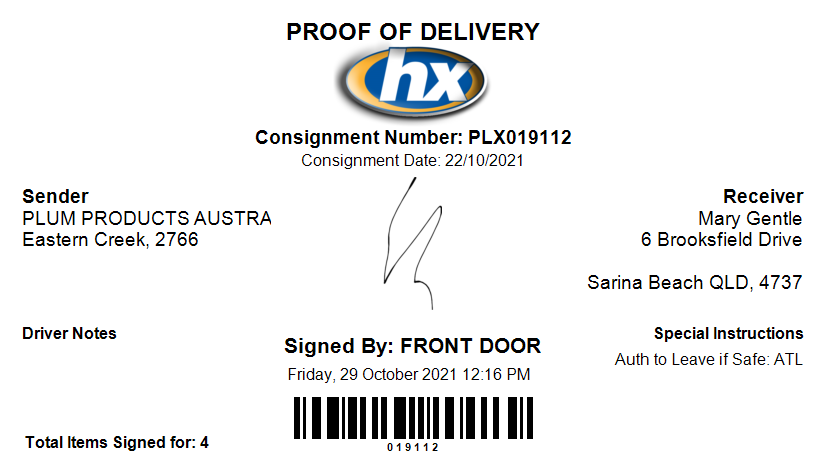 PROOF OF DELIVERY
hx
Consignment Number: PLX019112
Consignment Date: 22/10/2021
Sender
PLUM PRODUCTS AUSTRA
Eastern Creek, 2766
Receiver
Mary Gentle
6 Brooksfield Drive
Sarina Beach QLD, 4737
Driver Notes
Signed By: FRONT DOOR
Friday, 29 October 2021 12:16 PM
Special Instructions
Auth to Leave if Safe: ATL
019112
Total Items Signed for: 4